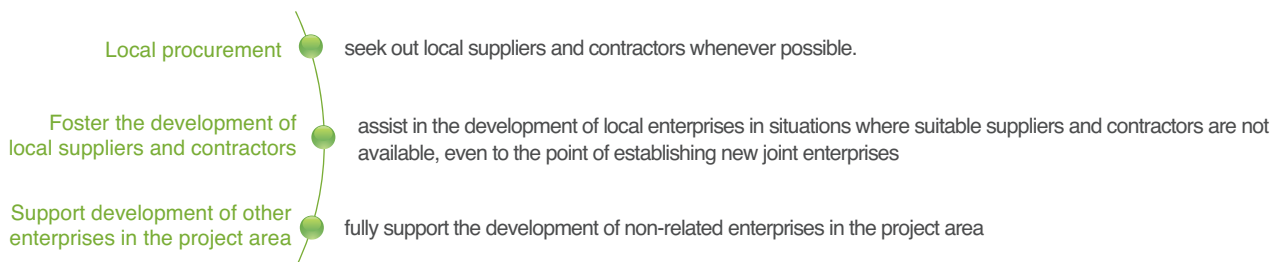 Local procurement
seek out local suppliers and contractors whenever possible.
Foster the development of
local suppliers and contractors
assist in the development of local enterprises in situations where suitable suppliers and contractors are not
available, even to the point of establishing new joint enterprises
Support development of other
enterprises in the project area
fully support the development of non-related enterprises in the project area